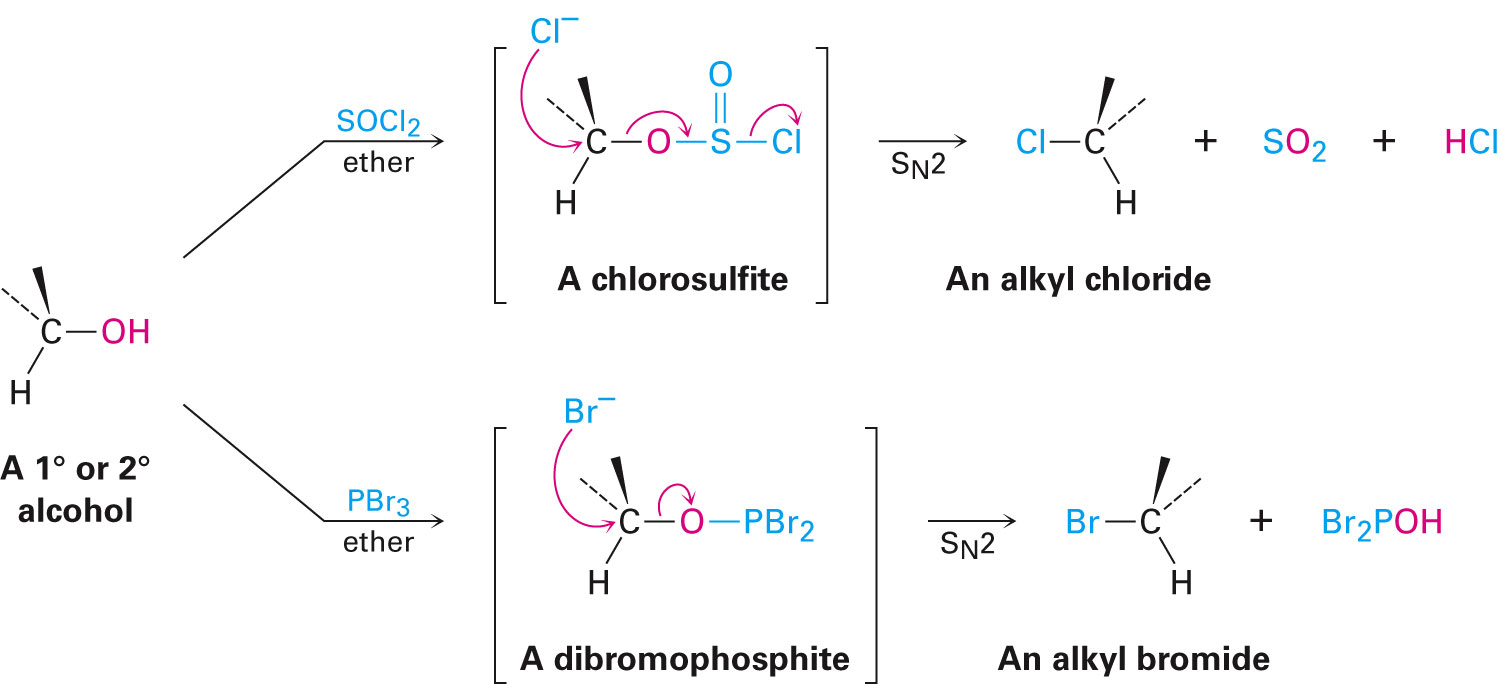 C—OH
H
A 1° or 2°
alcohol
SOCl2
ether
Cl−
O
C—O—S—Cl
H
A chlorosulfite
SN2
Cl—C + SO2 + HCl
H
An alkyl chloride
PBr3
ether
Br−
C—O—PBr2
H
A dibromophosphite
SN2
Br—C + Br2POH
H
An alkyl bromide